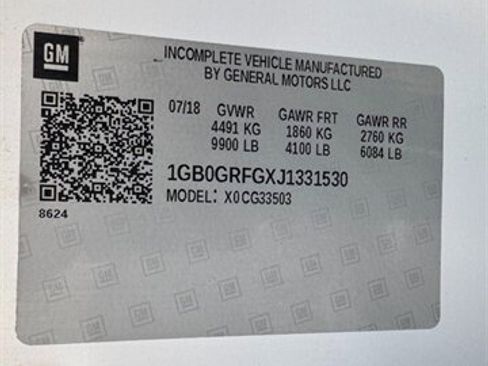 GM
INCOMPLETE VEHICLE MANUFACTURED
BY GENERAL MOTORS LLC
07/18 GVWR GAWR FRT GAWR RR
4491 KG 1860 KG 2760 KG
9900 LB 4100 LB 6084 LB
1GB0GRFGXJ1331530
MODEL: X0CG33503
8624